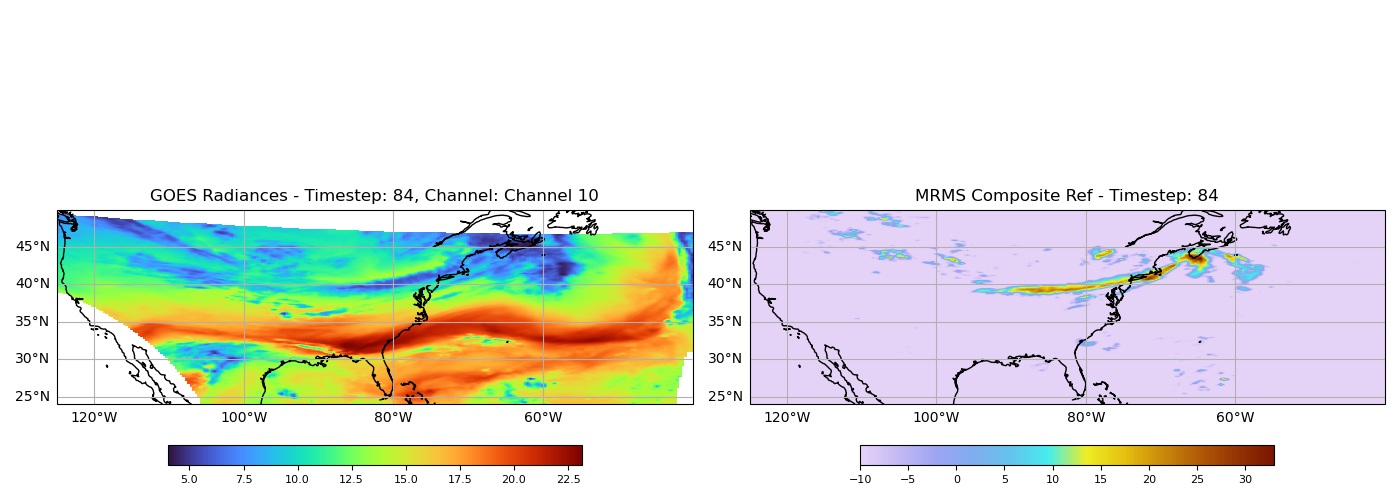 GOES Radiances - Timestep: 84, Channel: Channel 10
45°N
40°N
35°N
30°N
25°N
120°W 100°W 80°W 60°W
5.0 7.5 10.0 12.5 15.0 17.5 20.0 22.5
MRMS Composite Ref - Timestep: 84
45°N
40°N
35°N
30°N
25°N
120°W 100°W 80°W 60°W
−10 −5 0 5 10 15 20 25 30